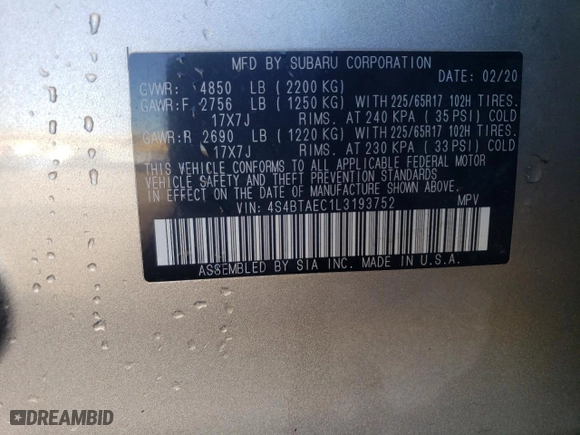 MFD BY SUBARU CORPORATION
DATE: 02/20
GVWR: 4850 LB ( 2200 KG)
GAWR:F 2756 LB ( 1250 KG) WITH 225/65R17 102H TIRES.
17X7J RIMS. AT 240 KPA ( 35 PSI) COLD
GAWR:R 2690 LB ( 1220 KG) WITH 225/65R17 102H TIRES.
17X7J RIMS. AT 230 KPA ( 33 PSI) COLD
THIS VEHICLE CONFORMS TO ALL APPLICABLE FEDERAL MOTOR
VEHICLE SAFETY AND THEFT PREVENTION STANDARDS
IN EFFECT ON THE DATE OF MANUFACTURE SHOWN ABOVE.
VIN: 4S4BTAEC1L3193752 MPV
ASSEMBLED BY SIA INC. MADE IN U.S.A.
DREAMBID